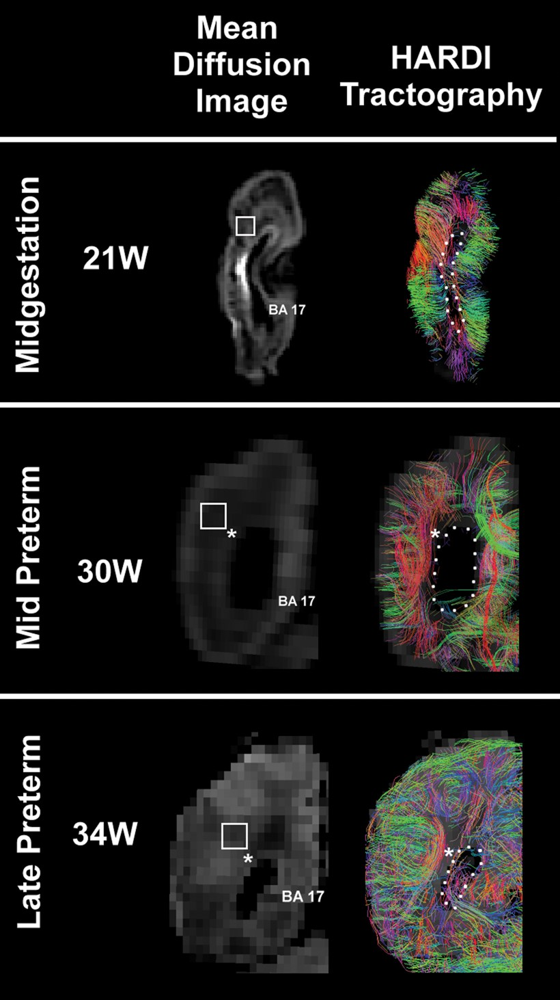 Mean
Diffusion
Image
HARDI
Tractography
Midgestation
21W
BA 17
Mid Preterm
30W
*
*
BA 17
Late Preterm
34W
*
*
BA 17